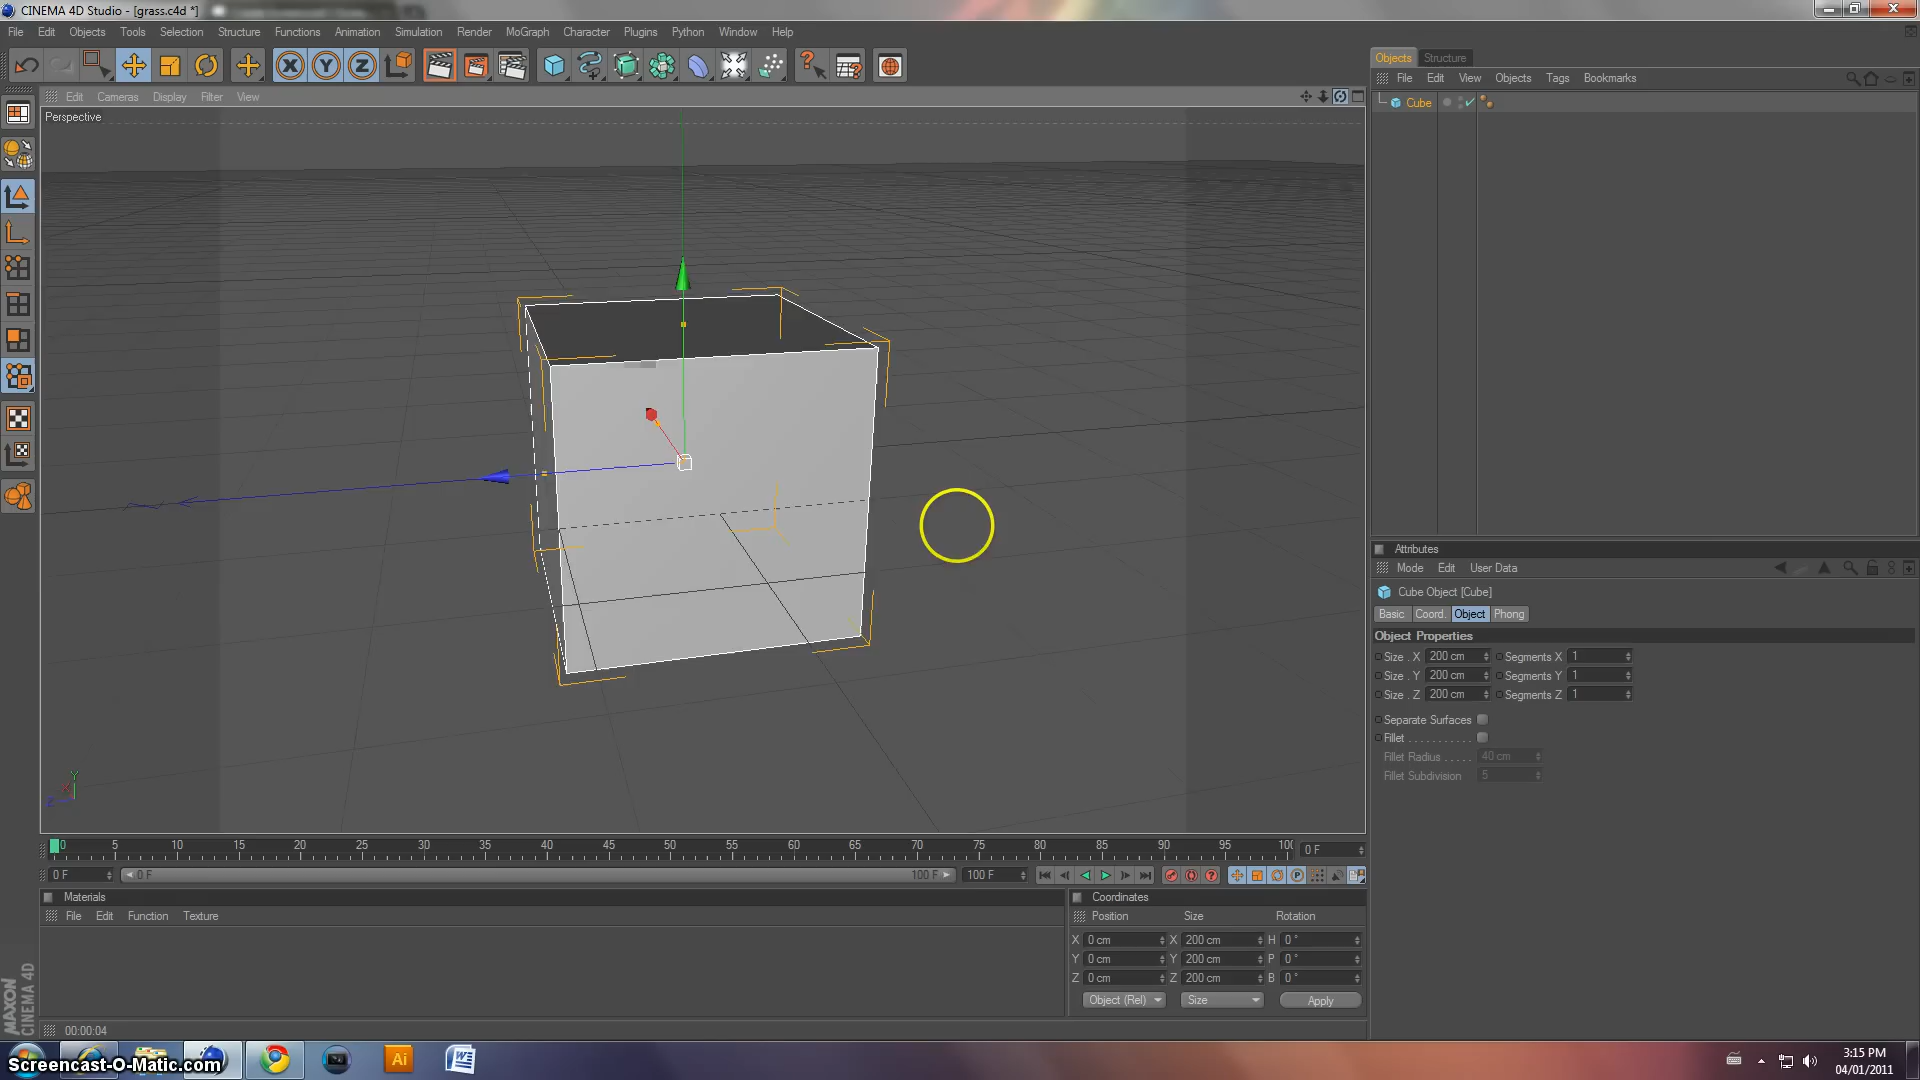 CINEMA 4D Studio - [grass.c4d *]
File Edit Objects Tools Selection Structure Functions Animation Simulation Render MoGraph Character Plugins Python Window Help
X Y Z
Edit Cameras Display Filter View
Perspective
Objects Structure
File Edit View Objects Tags Bookmarks
Cube
Attributes
Mode Edit User Data
Cube Object [Cube]
Basic Coord. Object Phong
Object Properties
Size . X 200 cm Segments X 1
Size . Y 200 cm Segments Y 1
Size . Z 200 cm Segments Z 1
Separate Surfaces
Fillet . . . . . . . . . . .
Fillet Radius . . . . . 40 cm
Fillet Subdivision 5
Y
X
Z
0 5 10 15 20 25 30 35 40 45 50 55 60 65 70 75 80 85 90 95 100 0 F
0 F 0 F 100 F 100 F
Materials
File Edit Function Texture
Coordinates
Position Size Rotation
X 0 cm X 200 cm H 0 °
Y 0 cm Y 200 cm P 0 °
Z 0 cm Z 200 cm B 0 °
Object (Rel) Size Apply
MAXON
CINEMA 4D
00:00:04
Screencast-O-Matic.com
Ai
3:15 PM
04/01/2011